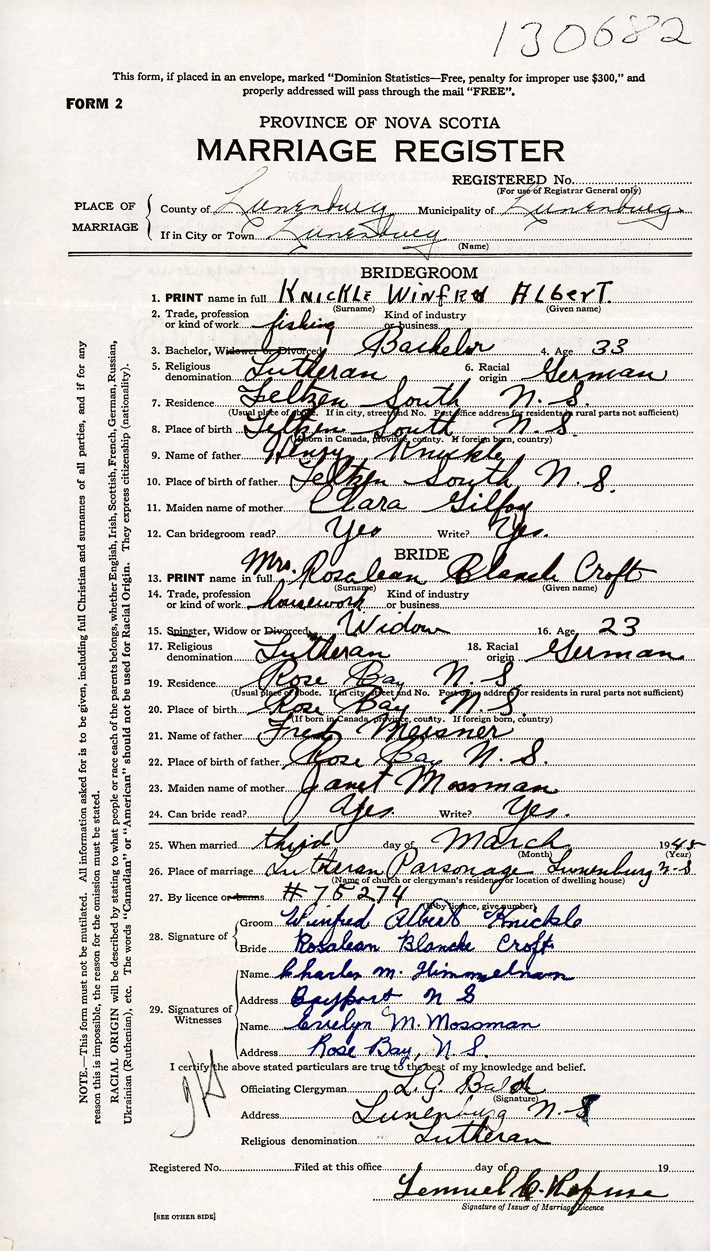 130682
This form, if placed in an envelope, marked “Dominion Statistics—Free, penalty for improper use $300,” and
properly addressed will pass through the mail “FREE”.
FORM 2
PROVINCE OF NOVA SCOTIA
MARRIAGE REGISTER
REGISTERED No.
(For use of Registrar General only)
PLACE OF MARRIAGE
County of Lunenburg Municipality of Lunenburg
If in City or Town Lunenburg
(Name)
BRIDEGROOM
1. PRINT name in full KNICKLE WINFRED ALBERT.
(Surname) (Given name)
2. Trade, profession or kind of work fishing Kind of industry or business
3. Bachelor, Widower or Divorced Bachelor 4. Age 33
5. Religious denomination Lutheran 6. Racial origin German
7. Residence Feltzen South N. S.
(Usual place of abode. If in city, street and No. Post office address for residents in rural parts not sufficient)
8. Place of birth Feltzen South N. S.
(If born in Canada, province, county. If foreign born, country)
9. Name of father Henry Knickle
10. Place of birth of father Feltzen South N. S.
11. Maiden name of mother Clara Gilfoy
12. Can bridegroom read? Yes Write? Yes.
BRIDE
13. PRINT name in full Mrs. Rosalean Blanche Croft
(Surname) (Given name)
14. Trade, profession or kind of work housework Kind of industry or business
15. Spinster, Widow or Divorced Widow 16. Age 23
17. Religious denomination Lutheran 18. Racial origin German
19. Residence Rose Bay N. S.
(Usual place of abode. If in city, street and No. Post office address for residents in rural parts not sufficient)
20. Place of birth Rose Bay N. S.
(If born in Canada, province, county. If foreign born, country)
21. Name of father Fred Meisner
22. Place of birth of father Rose Bay N. S.
23. Maiden name of mother Janet Mossman
24. Can bride read? Yes. Write? Yes.
25. When married third day of March 1945
(Month) (Year)
26. Place of marriage Lutheran Parsonage Lunenburg N-S
(Name of church or clergyman's residence or location of dwelling house)
27. By licence or banns #75274
(If by licence, give number)
28. Signature of
Groom Winfred Albert Knickle
Bride Rosalean Blanche Croft
29. Signatures of Witnesses
Name Charles M. Himmelman
Address Bayport N S
Name Errelyn M. Mossman
Address Rose Bay, N. S.
I certify the above stated particulars are true to the best of my knowledge and belief.
Officiating Clergyman L. G. Bald
(Signature)
Address Lunenburg N-S
Religious denomination Lutheran
Registered No. Filed at this office day of 19
Lemuel C.
Signature of Issuer of Marriage Licence
[SEE OTHER SIDE]
NOTE.—This form must not be mutilated. All information asked for is to be given, including full Christian and surnames of all parties, and if for any
reason this is impossible, the reason for the omission must be stated.
RACIAL ORIGIN will be described by stating to what people or race each of the parents belongs, whether English, Irish, Scottish, French, German, Russian,
Ukrainian (Ruthenian), etc. The words “Canadian” or “American” should not be used for Racial Origin. They express citizenship (nationality).